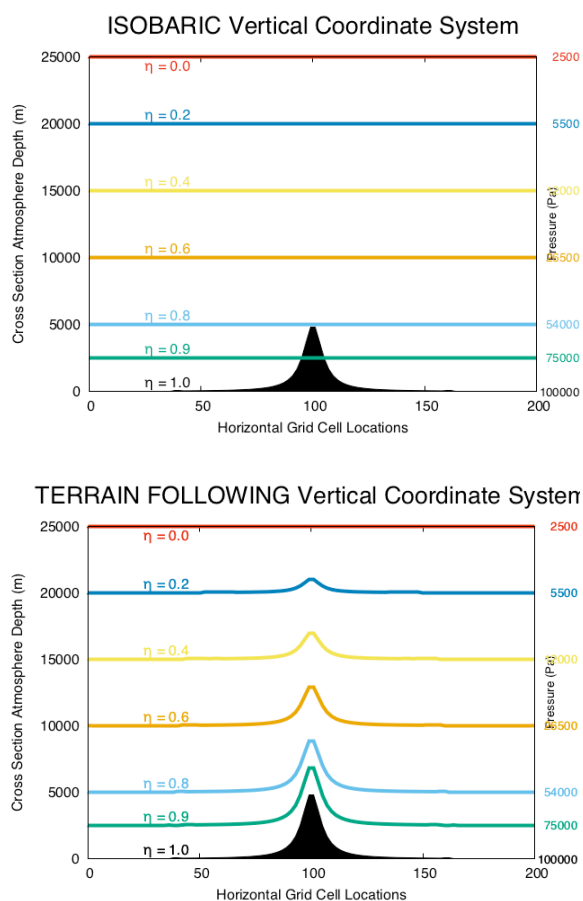 ISOBARIC Vertical Coordinate System
25000
η = 0.0
2500
20000
η = 0.2
5500
15000
η = 0.4
10000
η = 0.6
5000
η = 0.8
54000
η = 0.9
75000
0
η = 1.0
100000
0 50 100 150 200
Horizontal Grid Cell Locations
Cross Section Atmosphere Depth (m)
Pressure (Pa)
TERRAIN FOLLOWING Vertical Coordinate System
25000
η = 0.0
2500
20000
η = 0.2
5500
15000
η = 0.4
10000
η = 0.6
5000
η = 0.8
54000
η = 0.9
75000
0
η = 1.0
100000
0 50 100 150 200
Horizontal Grid Cell Locations
Cross Section Atmosphere Depth (m)
Pressure (Pa)